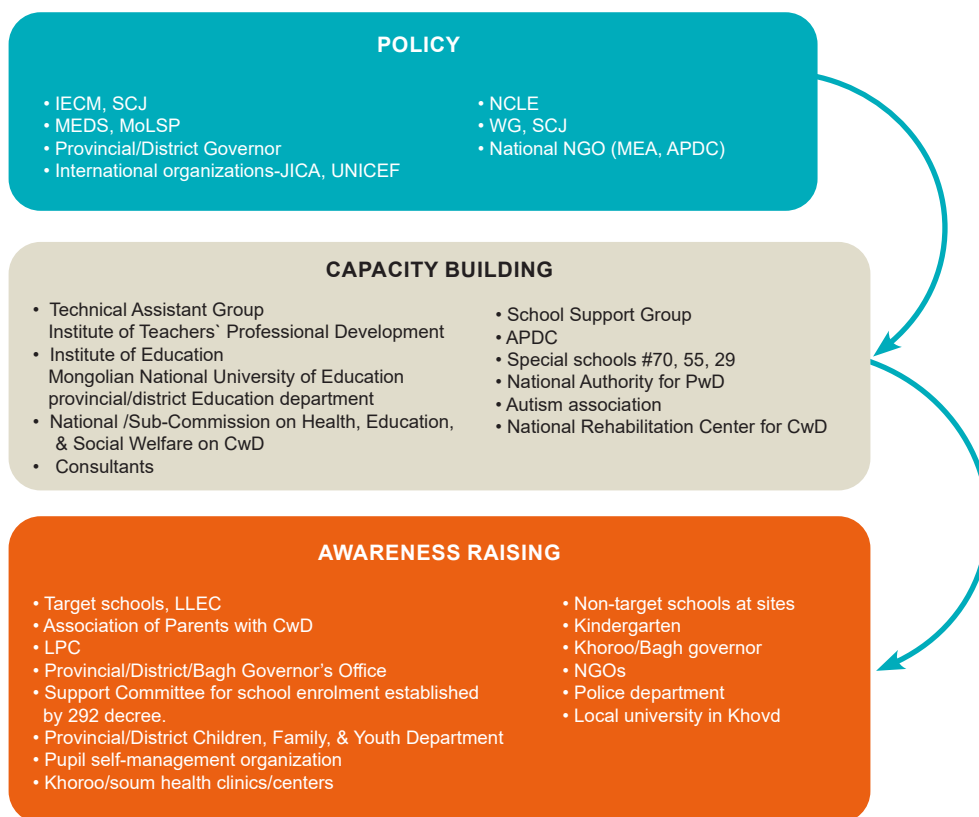 POLICY
• IECM, SCJ
• MEDS, MoLSP
• Provincial/District Governor
• International organizations-JICA, UNICEF
• NCLE
• WG, SCJ
• National NGO (MEA, APDC)
CAPACITY BUILDING
• Technical Assistant Group
Institute of Teachers` Professional Development
• Institute of Education
Mongolian National University of Education
provincial/district Education department
• National /Sub-Commission on Health, Education,
& Social Welfare on CwD
• Consultants
• School Support Group
• APDC
• Special schools #70, 55, 29
• National Authority for PwD
• Autism association
• National Rehabilitation Center for CwD
AWARENESS RAISING
• Target schools, LLEC
• Association of Parents with CwD
• LPC
• Provincial/District/Bagh Governor’s Office
• Support Committee for school enrolment established
by 292 decree.
• Provincial/District Children, Family, & Youth Department
• Pupil self-management organization
• Khoroo/soum health clinics/centers
• Non-target schools at sites
• Kindergarten
• Khoroo/Bagh governor
• NGOs
• Police department
• Local university in Khovd